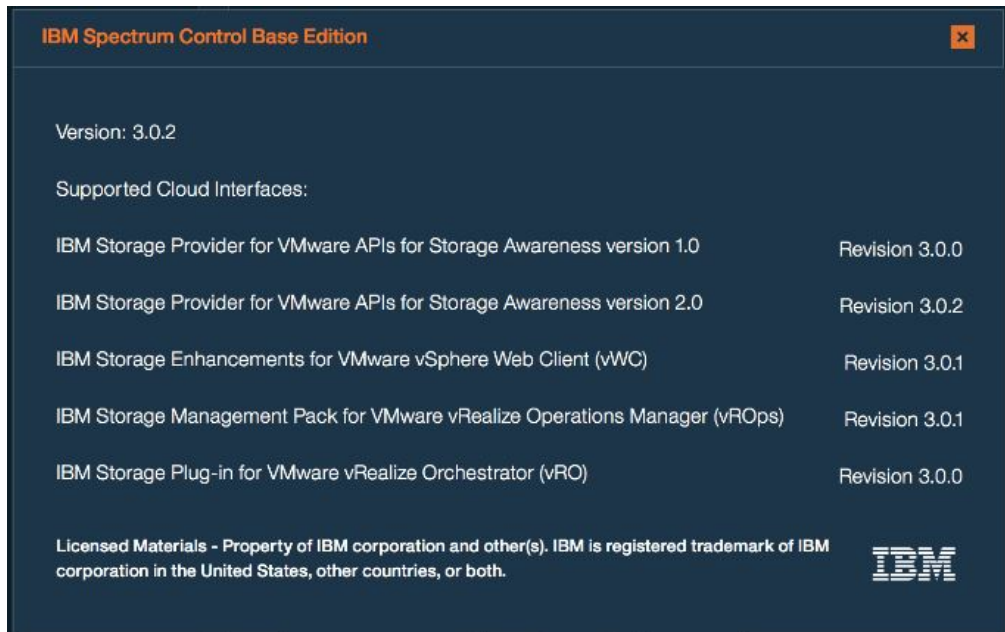 IBM Spectrum Control Base Edition
Version: 3.0.2
Supported Cloud Interfaces:
IBM Storage Provider for VMware APIs for Storage Awareness version 1.0 Revision 3.0.0
IBM Storage Provider for VMware APIs for Storage Awareness version 2.0 Revision 3.0.2
IBM Storage Enhancements for VMware vSphere Web Client (vWC) Revision 3.0.1
IBM Storage Management Pack for VMware vRealize Operations Manager (vROps) Revision 3.0.1
IBM Storage Plug-in for VMware vRealize Orchestrator (vRO) Revision 3.0.0
Licensed Materials - Property of IBM corporation and other(s). IBM is registered trademark of IBM
corporation in the United States, other countries, or both.
IBM